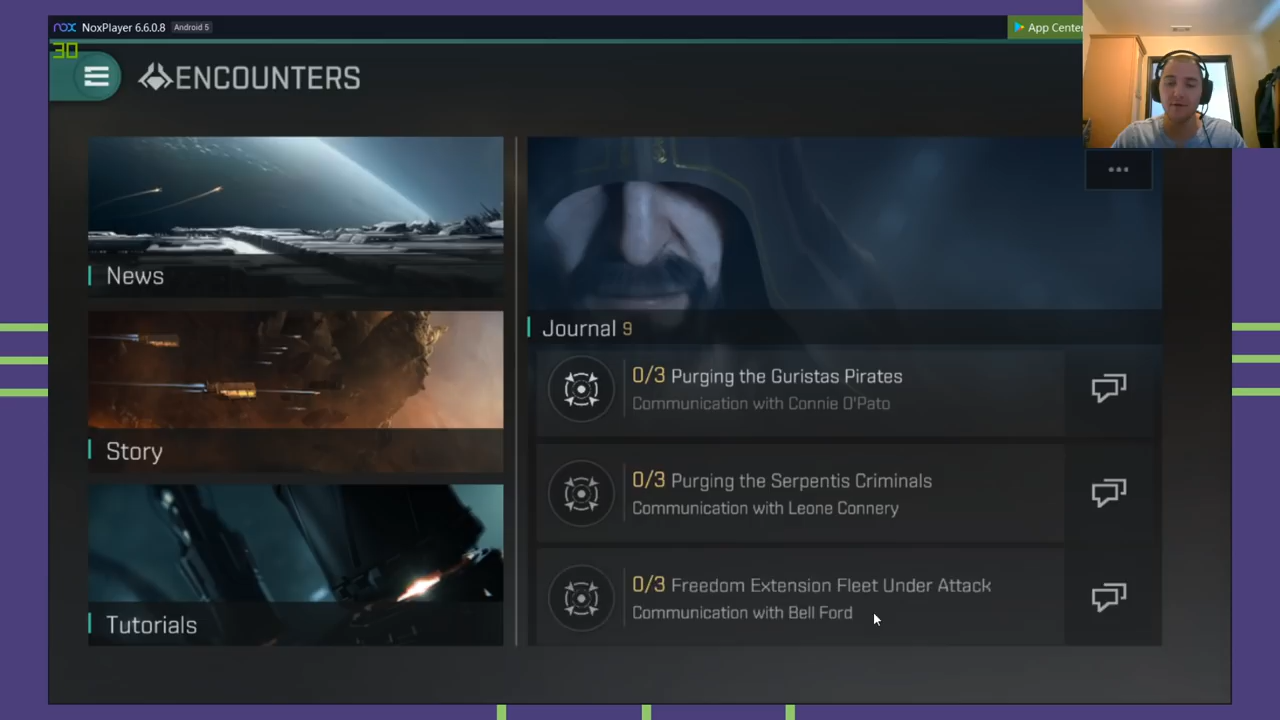 nox NoxPlayer 6.6.0.8 Android 5
App Center
30
ENCOUNTERS
News
Story
Tutorials
Journal 9
0/3 Purging the Guristas Pirates
Communication with Connie O'Pato
0/3 Purging the Serpentis Criminals
Communication with Leone Connery
0/3 Freedom Extension Fleet Under Attack
Communication with Bell Ford